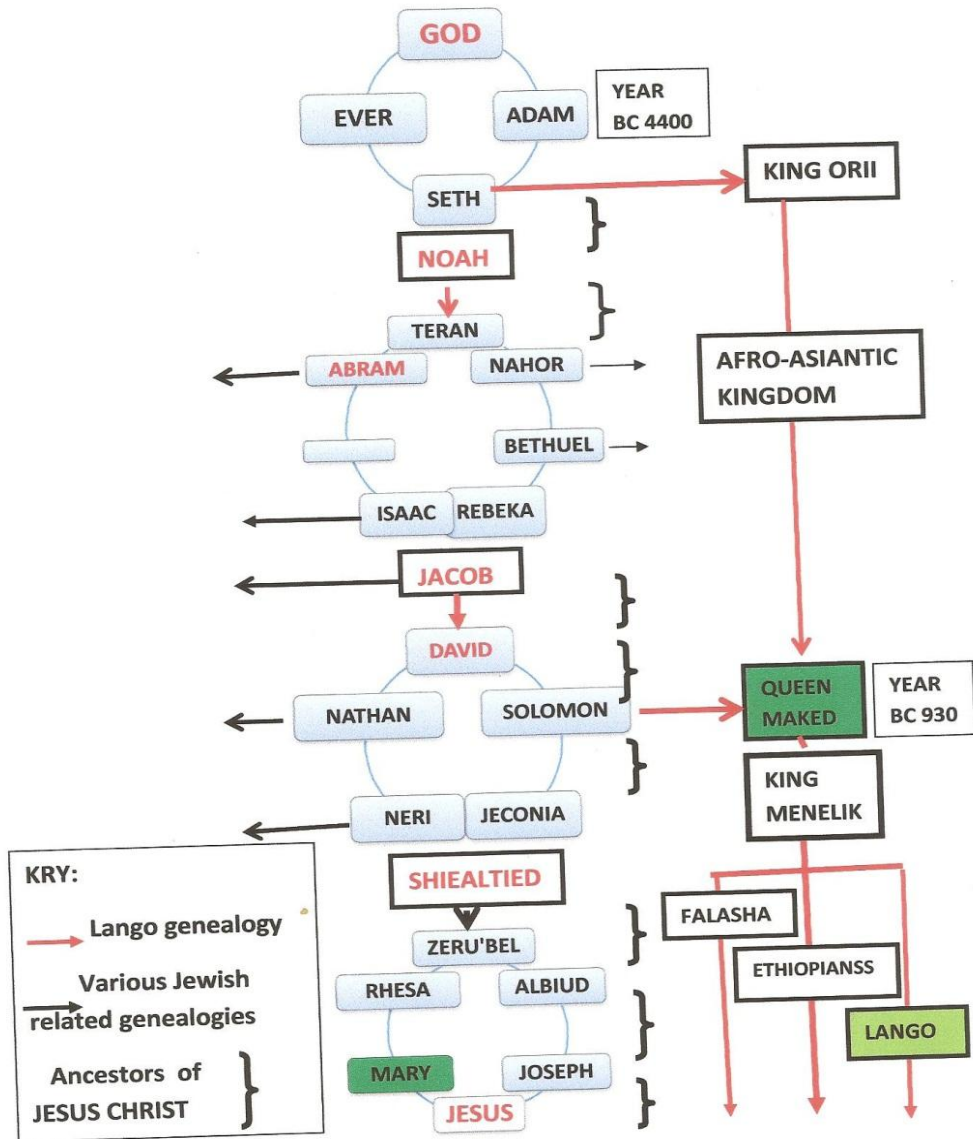 GOD
EVER
ADAM
YEAR
BC 4400
SETH
KING ORII
NOAH
TERAN
ABRAM
NAHOR
AFRO-ASIANTIC
KINGDOM
BETHUEL
ISAAC
REBEKA
JACOB
DAVID
QUEEN
MAKED
YEAR
BC 930
NATHAN
SOLOMON
KING
MENELIK
NERI
JECONIA
SHIEALTIED
FALASHA
ZERU'BEL
ETHIOPIANSS
RHESA
ALBIUD
LANGO
MARY
JOSEPH
JESUS
KRY:
Lango genealogy
Various Jewish
related genealogies
Ancestors of
JESUS CHRIST